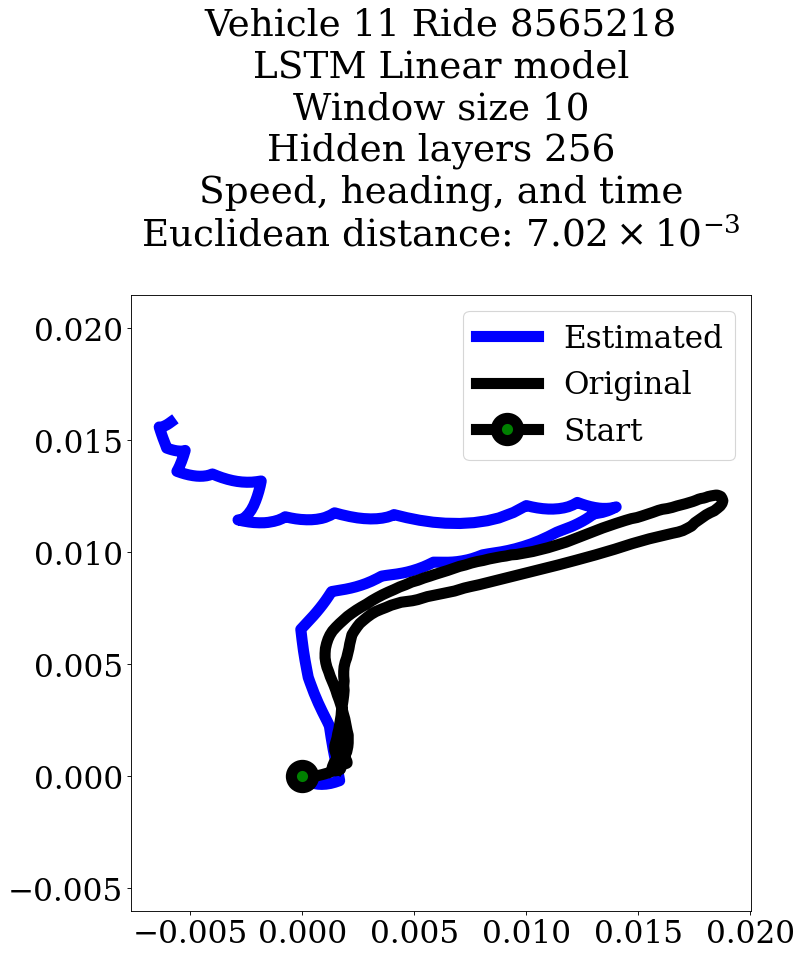 Vehicle 11 Ride 8565218
LSTM Linear model
Window size 10
Hidden layers 256
Speed, heading, and time
Euclidean distance: 7.02 × 10⁻³
Estimated
Original
Start
0.020
0.015
0.010
0.005
0.000
−0.005
−0.005 0.000 0.005 0.010 0.015 0.020